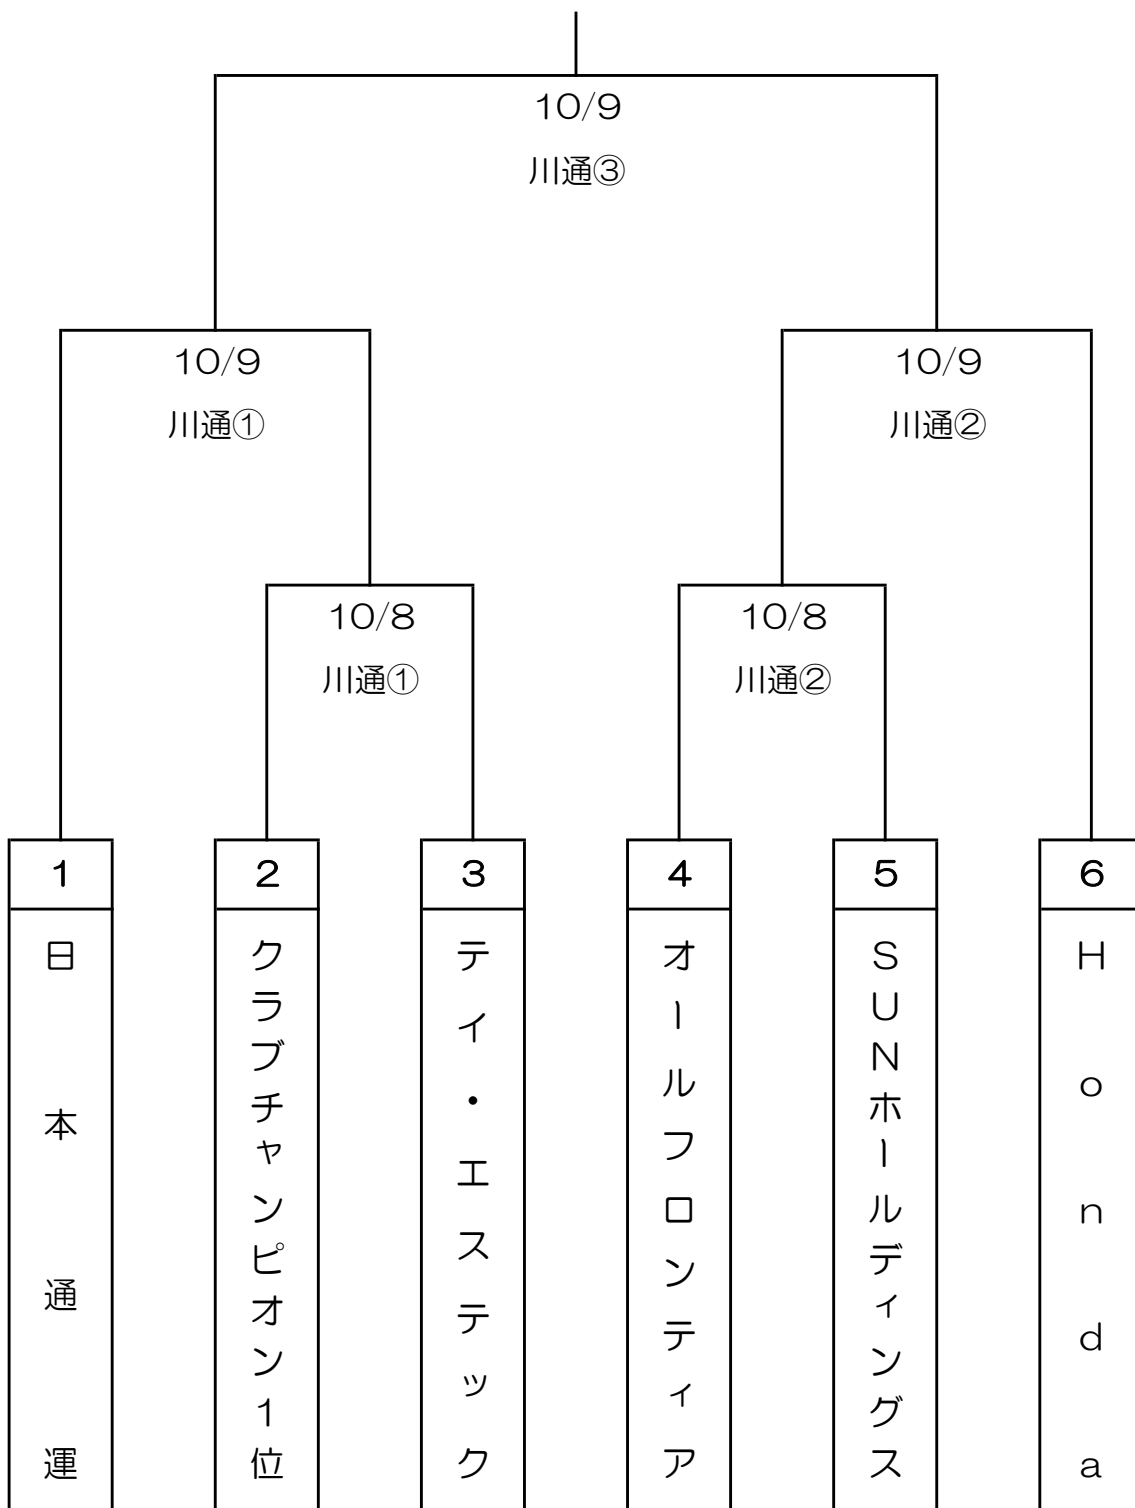 10/9
川通③
10/9
川通①
10/9
川通②
10/8
川通①
10/8
川通②
1
2
3
4
5
6
日本通運
クラブチャンピオン1位
テイ・エステック
オールフロンティア
SUNホールディングス
Honda